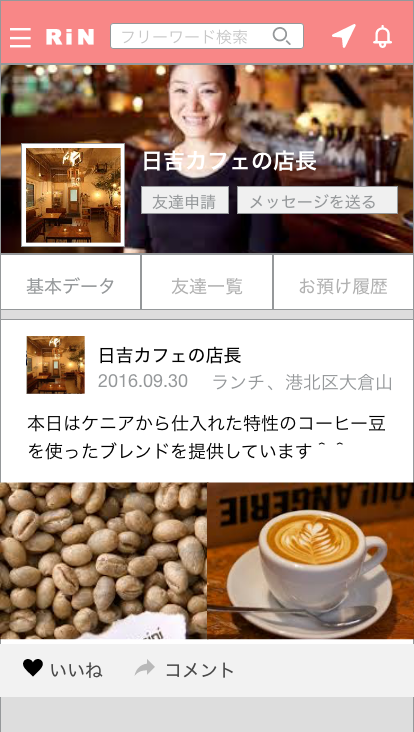 RiN
フリーワード検索
日吉カフェの店長
友達申請
メッセージを送る
基本データ
友達一覧
お預け履歴
日吉カフェの店長
2016.09.30 ランチ、港北区大倉山
本日はケニアから仕入れた特性のコーヒー豆
を使ったブレンドを提供しています＾＾
OULANGERIE
ini
いいね
コメント